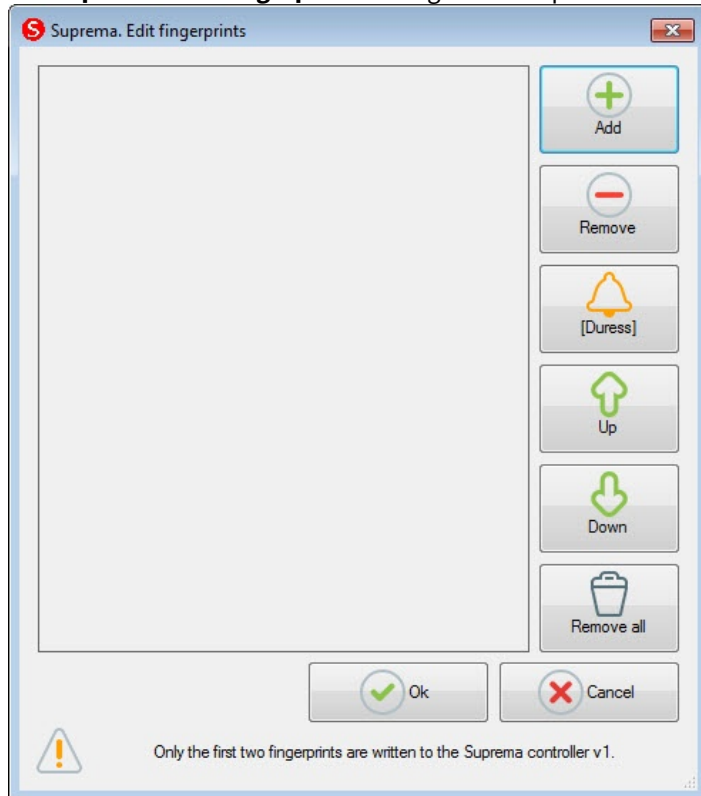 Suprema. Edit fingerprints
Add
Remove
[Duress]
Up
Down
Remove all
Ok
Cancel
Only the first two fingerprints are written to the Suprema controller v1.